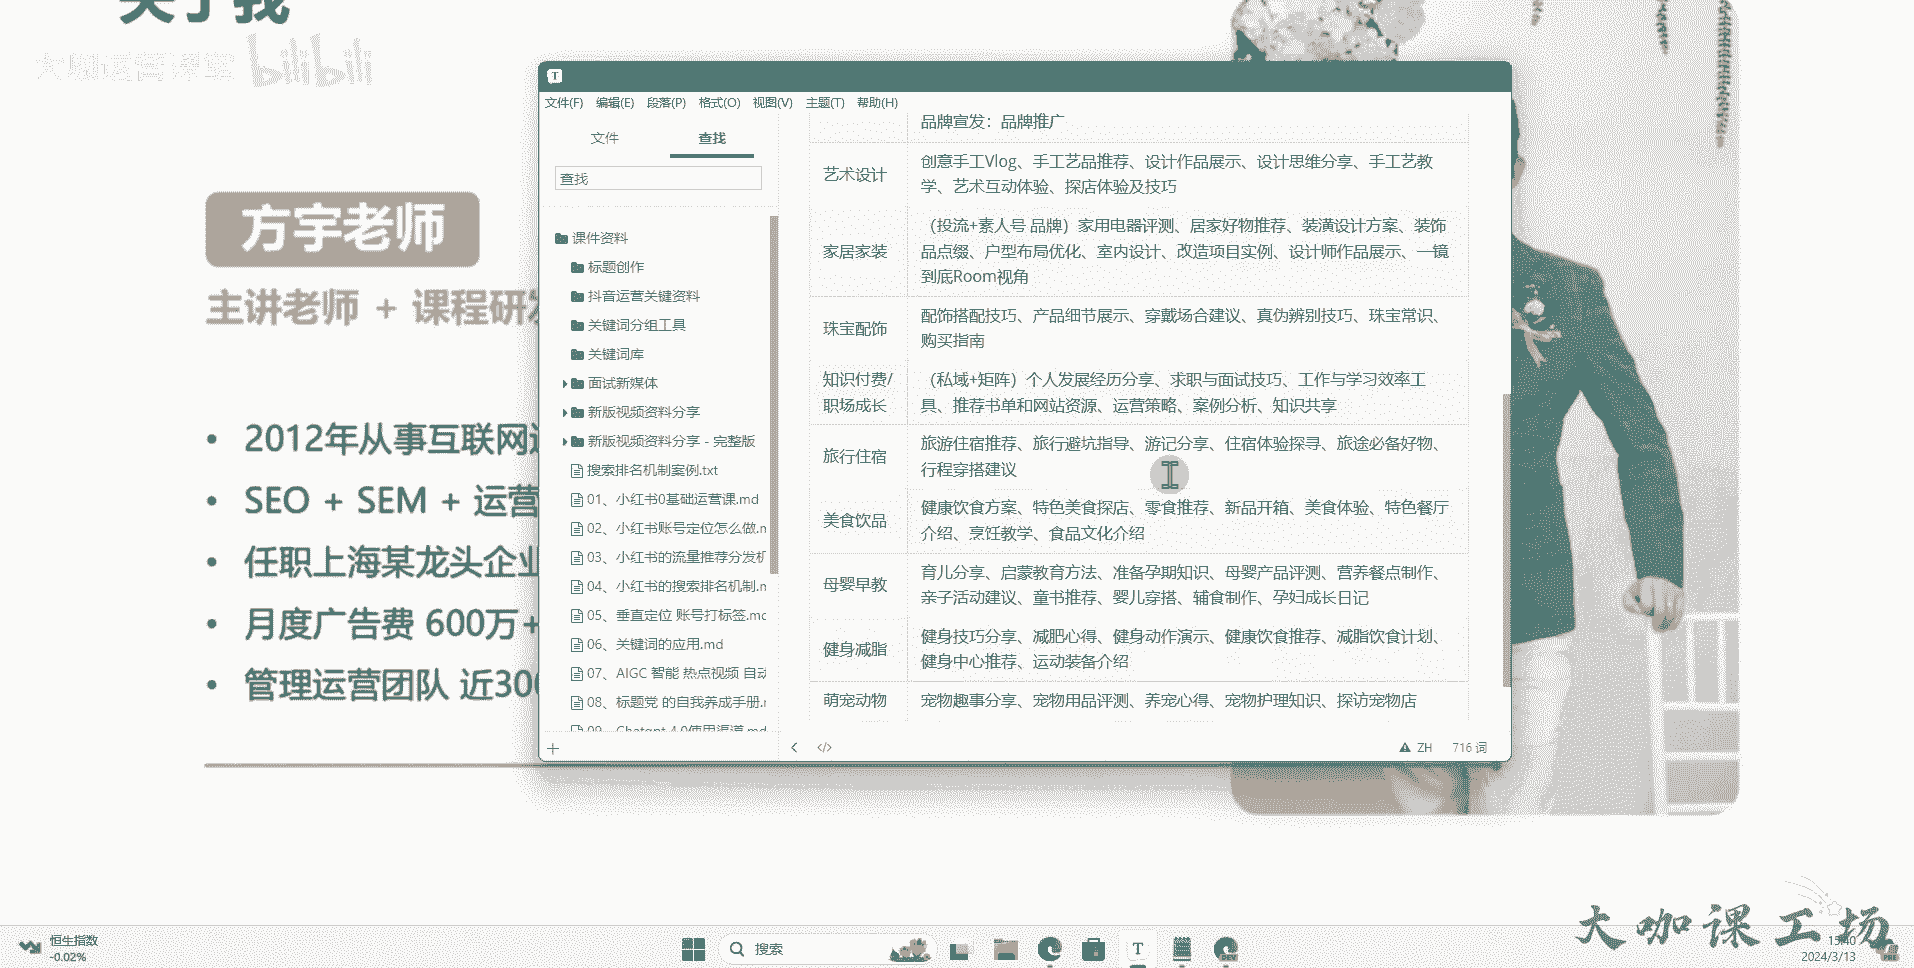 关于我
大咖运营课堂 bilibili
方宇老师
主讲老师 + 课程研发
2012年从事互联网
SEO + SEM + 运营
任职上海某龙头企业
月度广告费 600万+
管理运营团队 近300
文件(F) 编辑(E) 段落(P) 格式(O) 视图(V) 主题(T) 帮助(H)
文件 查找
查找
课件资料
标题创作
抖音运营关键资料
关键词分组工具
关键词库
面试新媒体
新版视频资料分享
新版视频资料分享 - 完整版
搜索排名机制案例.txt
01、小红书0基础运营课.md
02、小红书账号定位怎么做.m
03、小红书的流量推荐分发机
04、小红书的搜索排名机制.m
05、垂直定位 账号打标签.md
06、关键词的应用.md
07、AIGC 智能 热点视频 自动
08、标题党 的自我养成手册.m
09、Chatgpt 4.0使用渠道.md
品牌宣发：品牌推广
艺术设计
创意手工Vlog、手工艺品推荐、设计作品展示、设计思维分享、手工艺教
学、艺术互动体验、探店体验及技巧
家居家装
（投流+素人号 品牌）家用电器评测、居家好物推荐、装潢设计方案、装饰
品点缀、户型布局优化、室内设计、改造项目实例、设计师作品展示、一镜
到底Room视角
珠宝配饰
配饰搭配技巧、产品细节展示、穿戴场合建议、真伪辨别技巧、珠宝常识、
购买指南
知识付费/
职场成长
（私域+矩阵）个人发展经历分享、求职与面试技巧、工作与学习效率工
具、推荐书单和网站资源、运营策略、案例分析、知识共享
旅行住宿
旅游住宿推荐、旅行避坑指导、游记分享、住宿体验探寻、旅途必备好物、
行程穿搭建议
美食饮品
健康饮食方案、特色美食探店、零食推荐、新品开箱、美食体验、特色餐厅
介绍、烹饪教学、食品文化介绍
母婴早教
育儿分享、启蒙教育方法、准备孕期知识、母婴产品评测、营养餐点制作、
亲子活动建议、童书推荐、婴儿穿搭、辅食制作、孕妇成长日记
健身减脂
健身技巧分享、减肥心得、健身动作演示、健康饮食推荐、减脂饮食计划、
健身中心推荐、运动装备介绍
萌宠动物
宠物趣事分享、宠物用品评测、养宠心得、宠物护理知识、探访宠物店
ZH 716 词
大咖课工场
恒生指数
-0.02%
搜索
15:40
2024/3/13